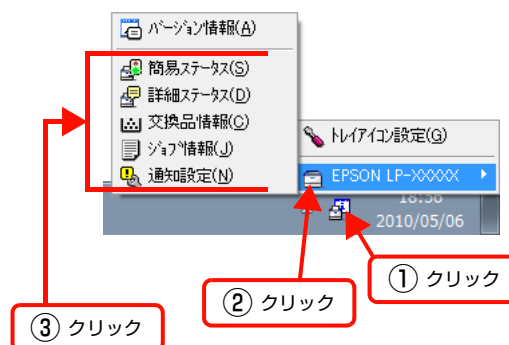 バージョン情報(A)
簡易ステータス(S)
詳細ステータス(D)
交換品情報(C)
ジョブ情報(J)
通知設定(N)
トレイアイコン設定(G)
EPSON LP-XXXXX
18:56
2010/05/06
① クリック
② クリック
③ クリック